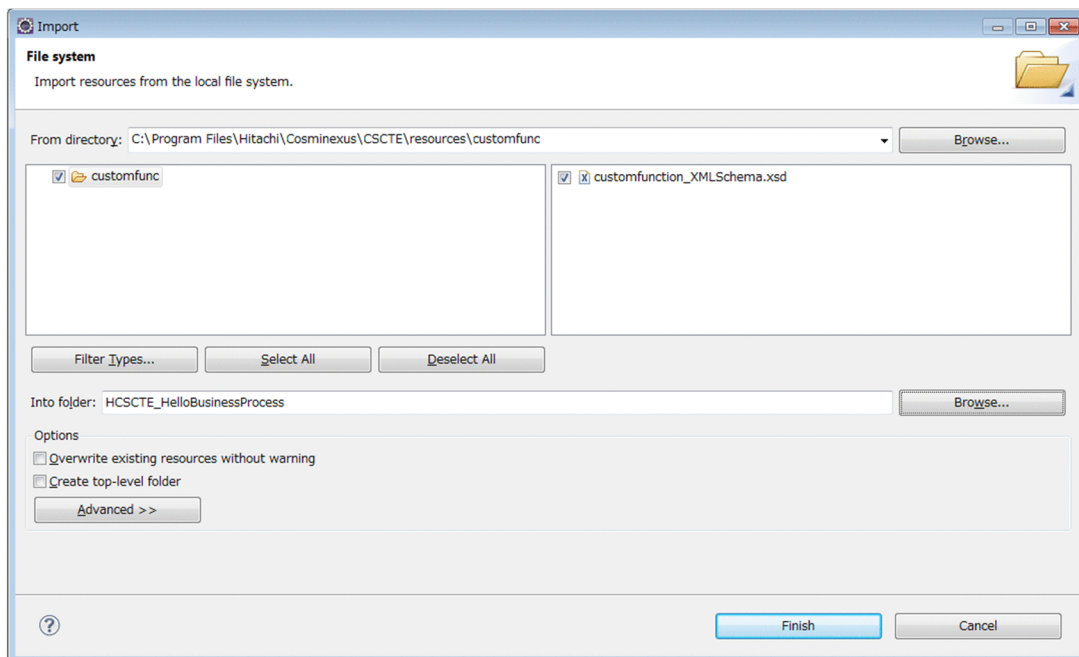 Import
File system
Import resources from the local file system.
From directory: C:\Program Files\Hitachi\Cosminexus\CSCTE\resources\customfunc Browse...
customfunc
customfunction_XMLSchema.xsd
Filter Types... Select All Deselect All
Into folder: HCSCTE_HelloBusinessProcess Browse...
Options
Overwrite existing resources without warning
Create top-level folder
Advanced >>
? Finish Cancel